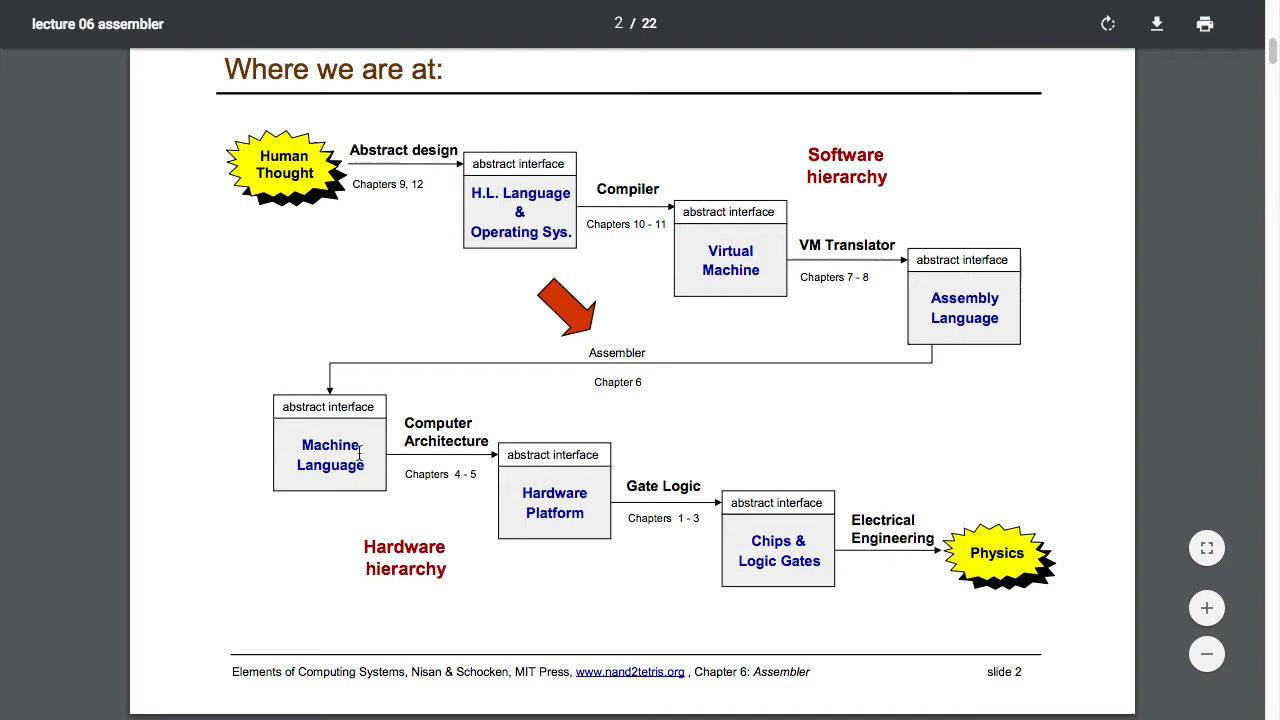 lecture 06 assembler
2 / 22
Where we are at:
Human
Thought
Abstract design
Chapters 9, 12
abstract interface
H.L. Language
&
Operating Sys.
Compiler
Chapters 10 - 11
abstract interface
Virtual
Machine
Software
hierarchy
VM Translator
Chapters 7 - 8
abstract interface
Assembly
Language
Assembler
Chapter 6
abstract interface
Machine
Language
Computer
Architecture
Chapters 4 - 5
abstract interface
Hardware
Platform
Gate Logic
Chapters 1 - 3
abstract interface
Chips &
Logic Gates
Electrical
Engineering
Physics
Hardware
hierarchy
Elements of Computing Systems, Nisan & Schocken, MIT Press, www.nand2tetris.org , Chapter 6: Assembler
slide 2